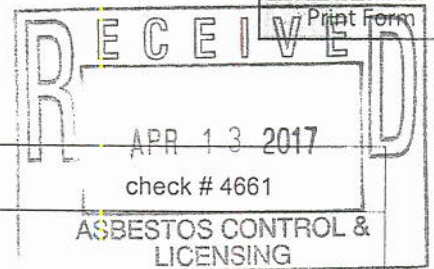 Print Form
RECEIVED
APR 13 2017
check # 4661
ASBESTOS CONTROL &
LICENSING